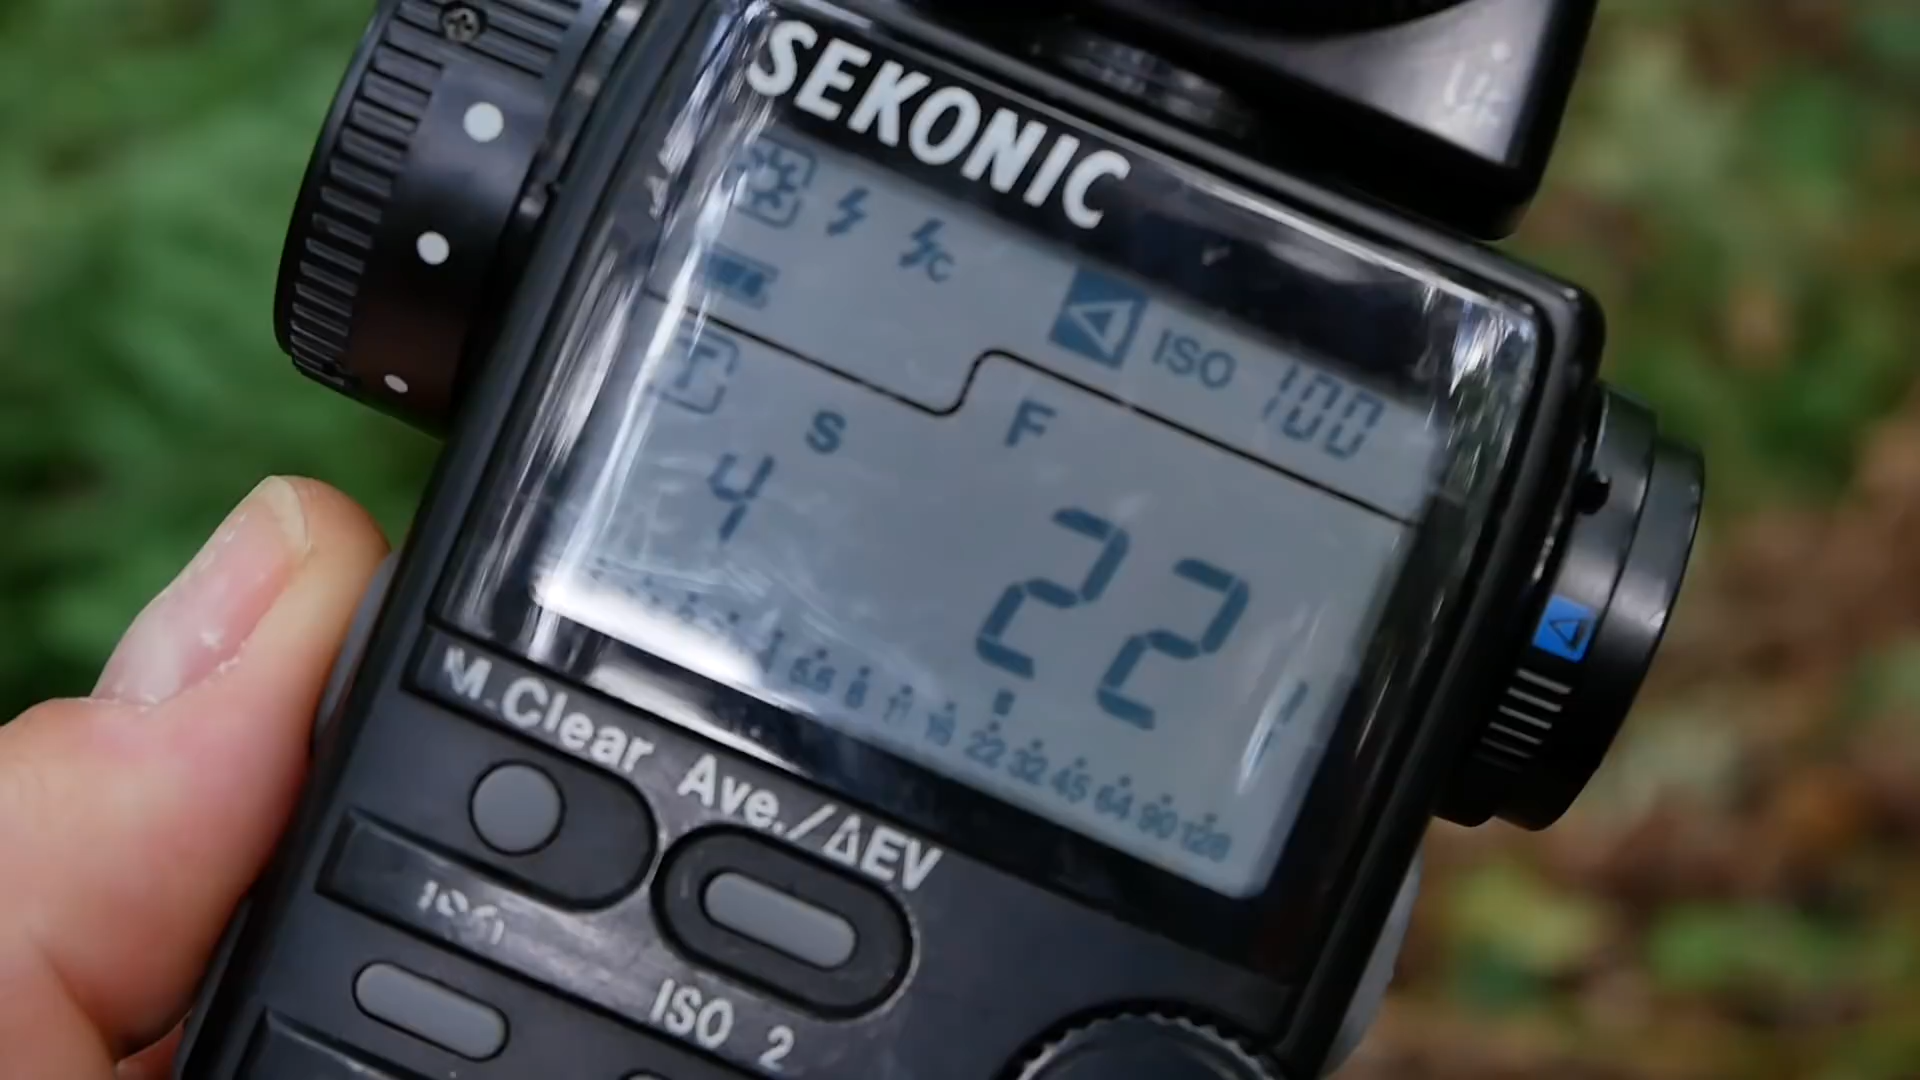 SEKONIC
C
ISO 100
T
S F
4 22 1
5.6 8 11 16 22 32 45 64 90 128
M.Clear Ave./ΔEV
ISO 2